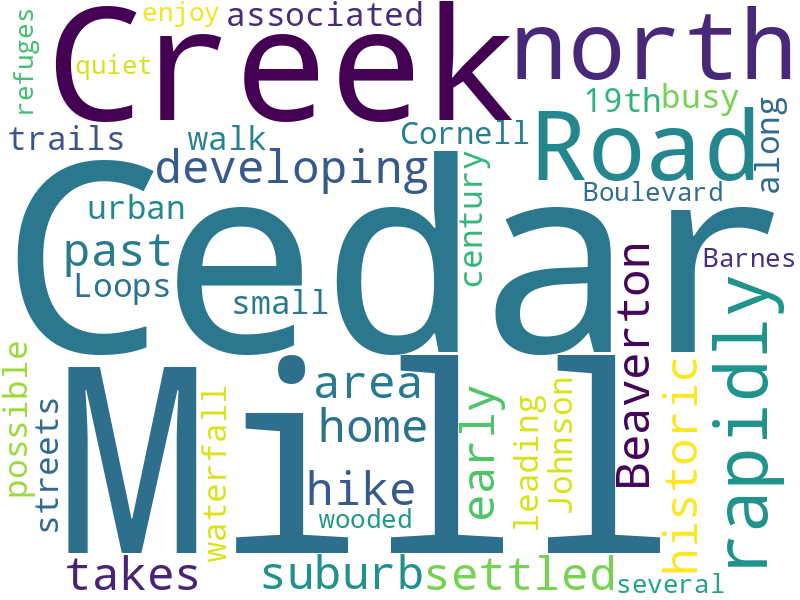 refuges
enjoy
associated
Creek
north
quiet
19th
busy
trails
walk
Cornell
Road
along
developing
century
Boulevard
Cedar
urban
past
Loops
small
Barnes
Beaverton
rapidly
Mill
possible
streets
waterfall
area
home
early
leading
Johnson
historic
hike
wooded
takes
suburb
settled
several